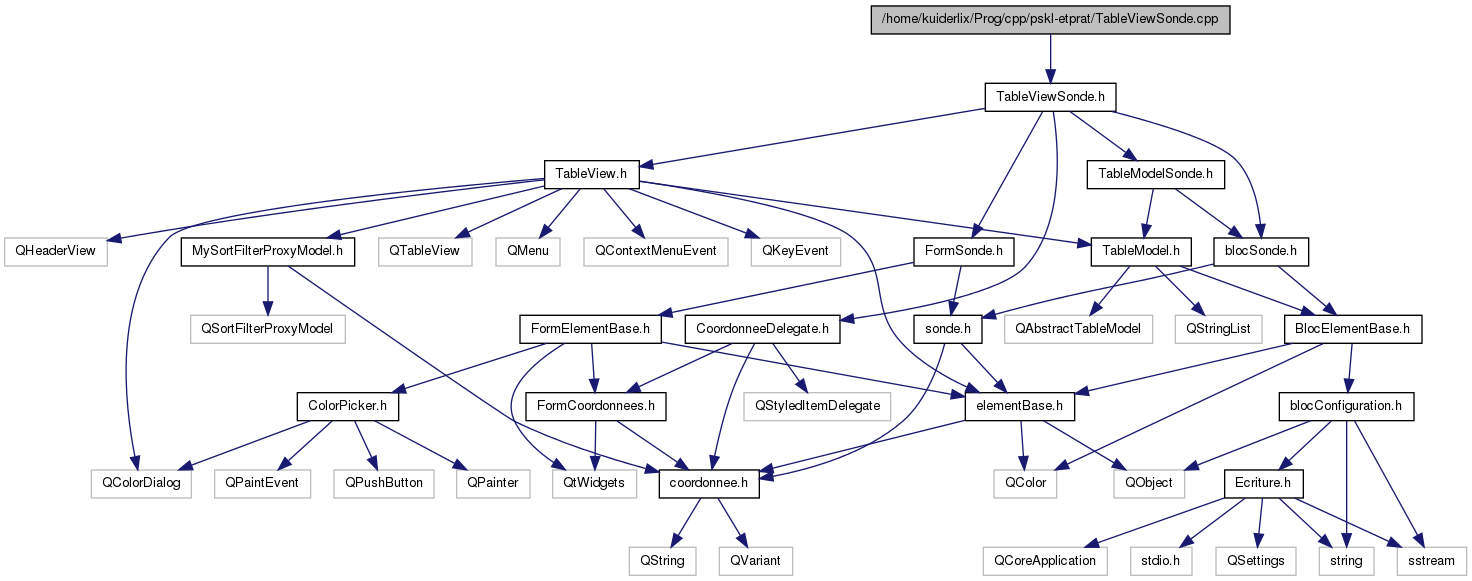 /home/kuiderlix/Prog/cpp/pskl-etprat/TableViewSonde.cpp
TableViewSonde.h
TableView.h
TableModelSonde.h
QHeaderView
MySortFilterProxyModel.h
QTableView
QMenu
QContextMenuEvent
QKeyEvent
FormSonde.h
TableModel.h
blocSonde.h
QSortFilterProxyModel
FormElementBase.h
CoordonneeDelegate.h
sonde.h
QAbstractTableModel
QStringList
BlocElementBase.h
ColorPicker.h
FormCoordonnees.h
QStyledItemDelegate
elementBase.h
blocConfiguration.h
QColorDialog
QPaintEvent
QPushButton
QPainter
QtWidgets
coordonnee.h
QColor
QObject
Ecriture.h
QString
QVariant
QCoreApplication
stdio.h
QSettings
string
sstream